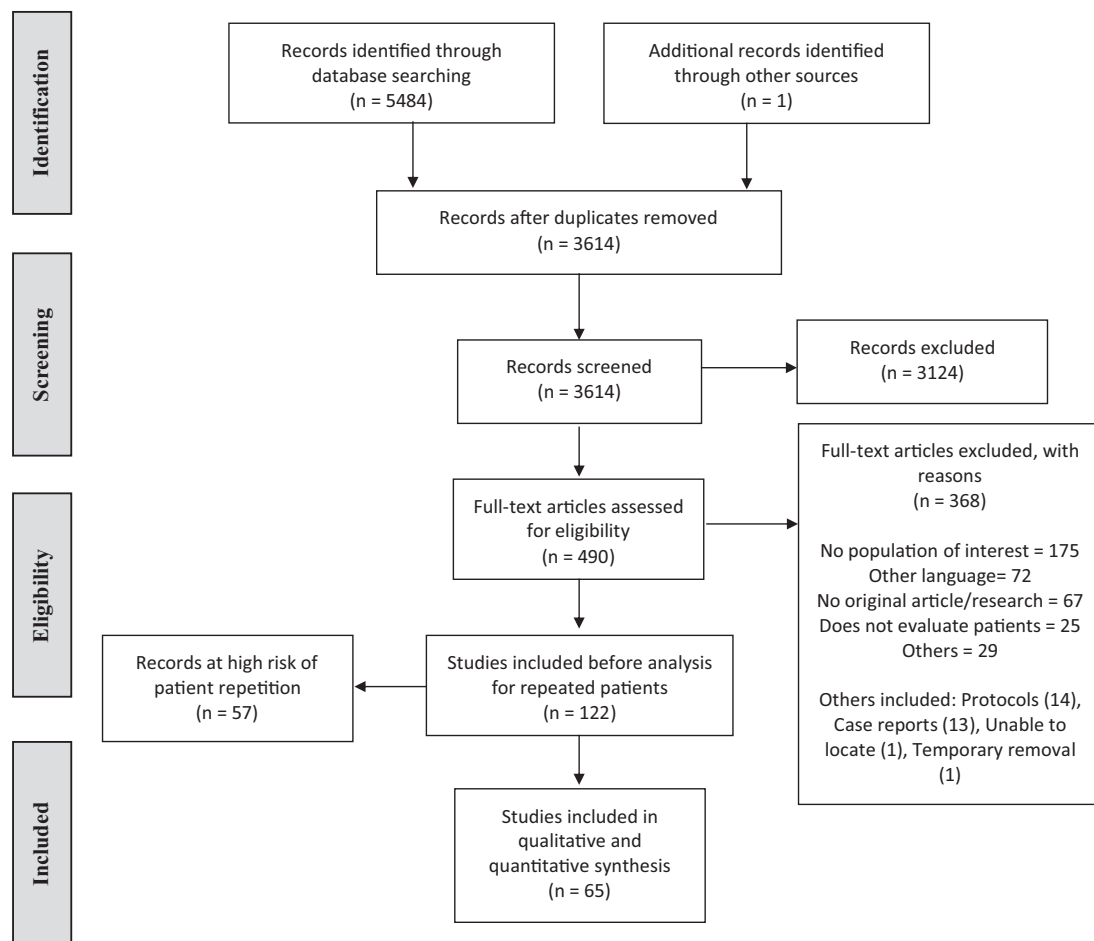 Identification
Records identified through
database searching
(n = 5484)
Additional records identified
through other sources
(n = 1)
Records after duplicates removed
(n = 3614)
Screening
Records screened
(n = 3614)
Records excluded
(n = 3124)
Eligibility
Full-text articles assessed
for eligibility
(n = 490)
Full-text articles excluded, with
reasons
(n = 368)
No population of interest = 175
Other language= 72
No original article/research = 67
Does not evaluate patients = 25
Others = 29
Others included: Protocols (14),
Case reports (13), Unable to
locate (1), Temporary removal
(1)
Records at high risk of
patient repetition
(n = 57)
Studies included before analysis
for repeated patients
(n = 122)
Included
Studies included in
qualitative and
quantitative synthesis
(n = 65)